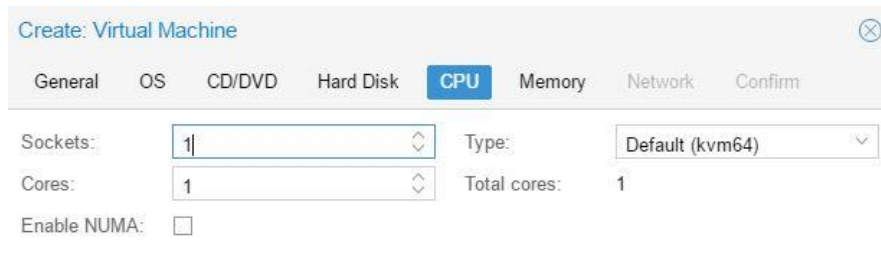 Create: Virtual Machine
General OS CD/DVD Hard Disk CPU Memory Network Confirm
Sockets: 1 Type: Default (kvm64)
Cores: 1 Total cores: 1
Enable NUMA: